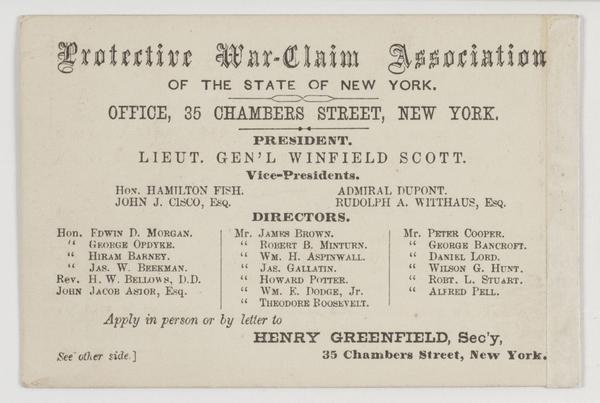 Protective War-Claim Association
OF THE STATE OF NEW YORK.
OFFICE, 35 CHAMBERS STREET, NEW YORK.
PRESIDENT.
LIEUT. GEN'L WINFIELD SCOTT.
Vice-Presidents.
Hon. HAMILTON FISH. ADMIRAL DUPONT.
JOHN J. CISCO, Esq. RUDOLPH A. WITTHAUS, Esq.
DIRECTORS.
Hon. Edwin D. Morgan.
“ George Opdyke.
“ Hiram Barney.
“ Jas. W. Beekman.
Rev. H. W. Bellows, D.D.
John Jacob Astor, Esq.
Mr. James Brown.
“ Robert B. Minturn.
“ Wm. H. Aspinwall.
“ Jas. Gallatin.
“ Howard Potter.
“ Wm. E. Dodge, Jr.
“ Theodore Roosevelt.
Mr. Peter Cooper.
“ George Bancroft.
“ Daniel Lord.
“ Wilson G. Hunt.
“ Robt. L. Stuart.
“ Alfred Pell.
Apply in person or by letter to
HENRY GREENFIELD, Sec'y,
35 Chambers Street, New York.
See other side.]